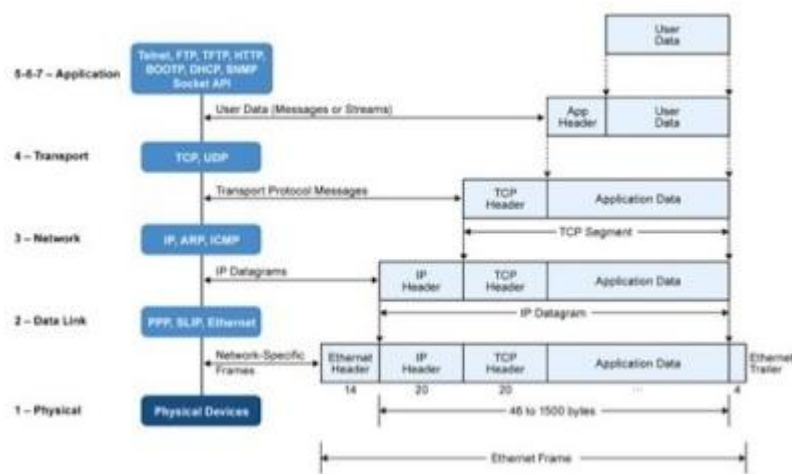 User
Data
5-6-7 – Application
Telnet, FTP, TFTP, HTTP,
BOOTP, DHCP, SNMP
Socket API
User Data (Messages or Streams)
App
Header
User
Data
4 – Transport
TCP, UDP
Transport Protocol Messages
TCP
Header
Application Data
TCP Segment
3 – Network
IP, ARP, ICMP
IP Datagrams
IP
Header
TCP
Header
Application Data
IP Datagram
2 – Data Link
PPP, SLIP, Ethernet
Network-Specific
Frames
Ethernet
Header
IP
Header
TCP
Header
Application Data
Ethernet
Trailer
14
20
20
...
4
1 – Physical
Physical Devices
46 to 1500 bytes
Ethernet Frame